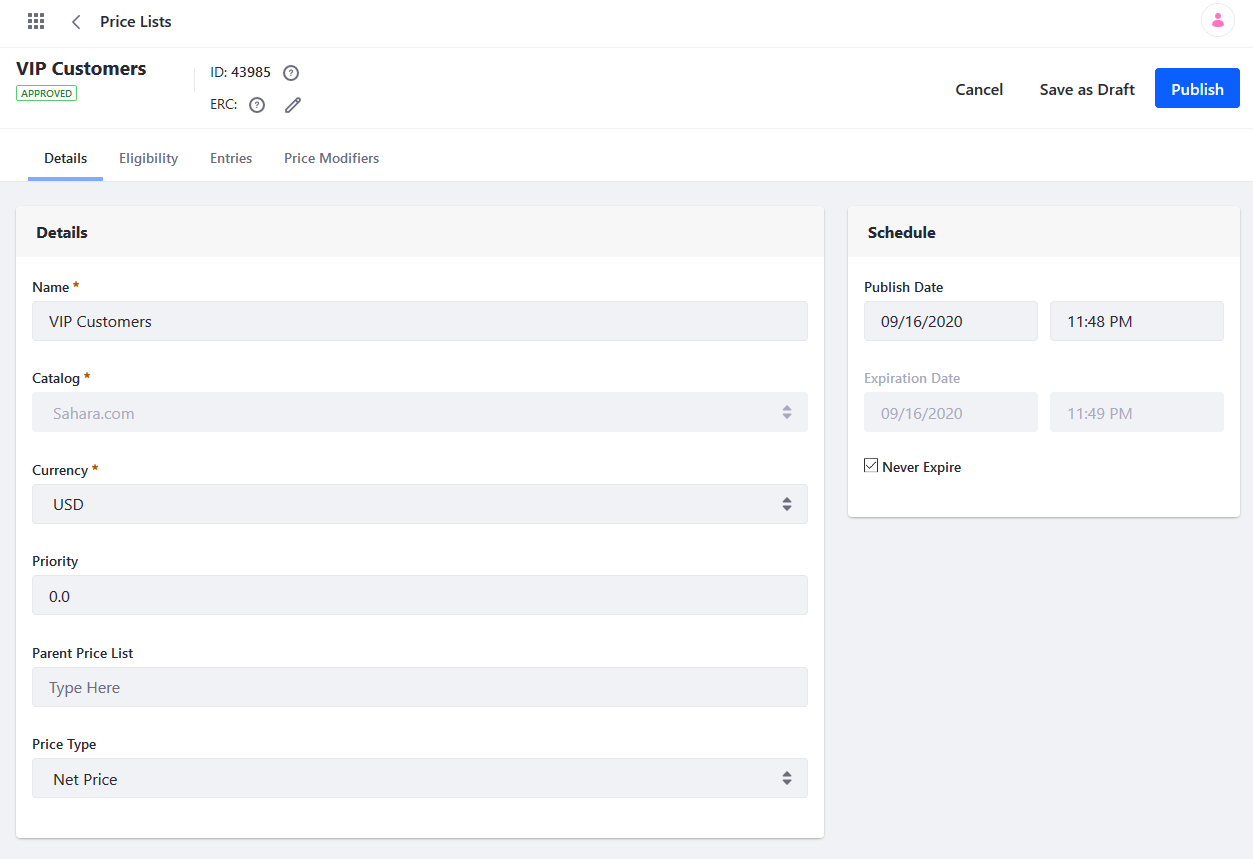 Price Lists
VIP Customers
APPROVED
ID: 43985 ?
ERC: ?
Cancel
Save as Draft
Publish
Details
Eligibility
Entries
Price Modifiers
Details
Name *
VIP Customers
Catalog *
Sahara.com
Currency *
USD
Priority
0.0
Parent Price List
Type Here
Price Type
Net Price
Schedule
Publish Date
09/16/2020
11:48 PM
Expiration Date
09/16/2020
11:49 PM
Never Expire